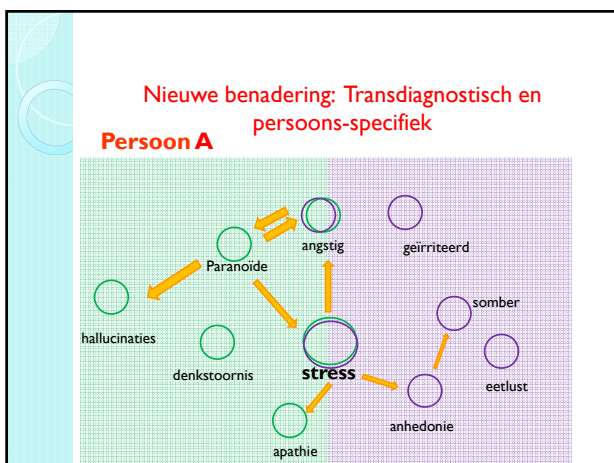 Nieuwe benadering: Transdiagnostisch en
persoons-specifiek
Persoon A
angstig
geïrriteerd
Paranoïde
somber
hallucinaties
denkstoornis
stress
eetlust
anhedonie
apathie